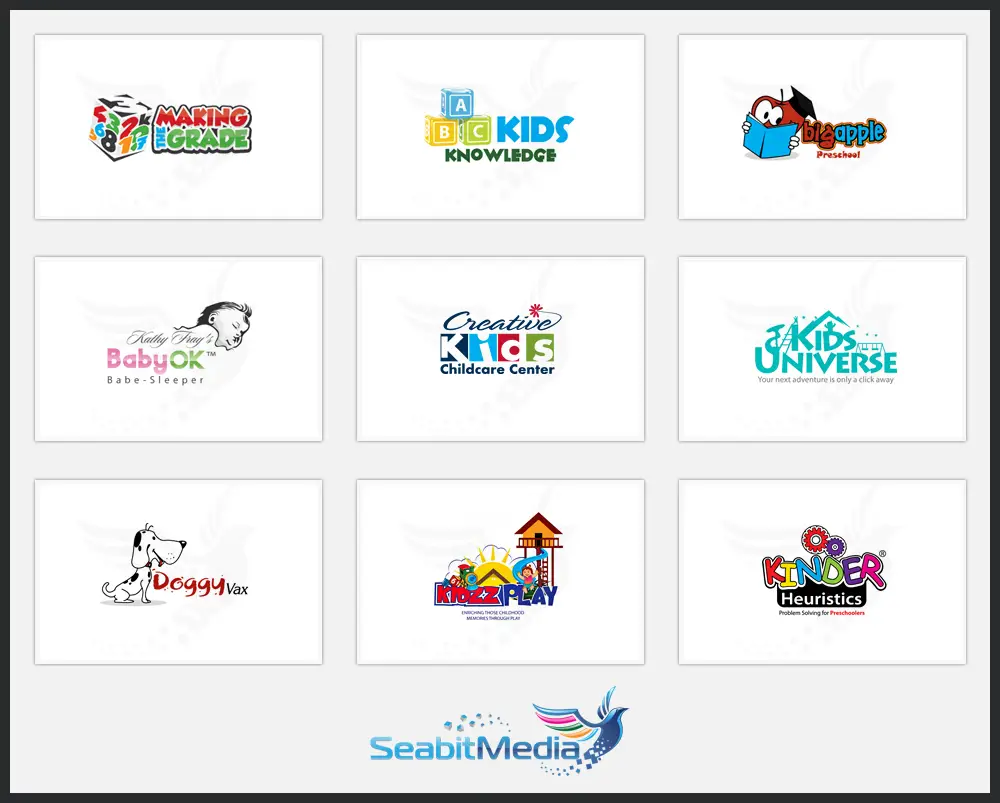 MAKING
THE GRADE
A
B C KIDS
KNOWLEDGE
big apple
Preschool
Kathy Fray's
BabyOK™
Babe-Sleeper
Creative
Kids
Childcare Center
KIDS
UNIVERSE
Your next adventure is only a click away
Doggy Vax
KIDZZ PLAY
ENRICHING THOSE CHILDHOOD
MEMORIES THROUGH PLAY
KINDER®
Heuristics
Problem Solving for Preschoolers
SeabitMedia